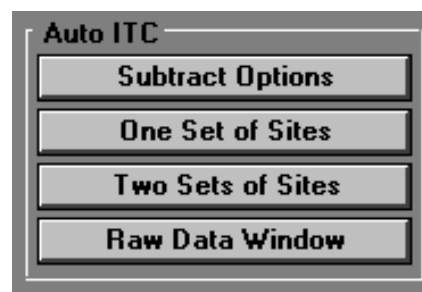 Auto ITC
Subtract Options
One Set of Sites
Two Sets of Sites
Raw Data Window